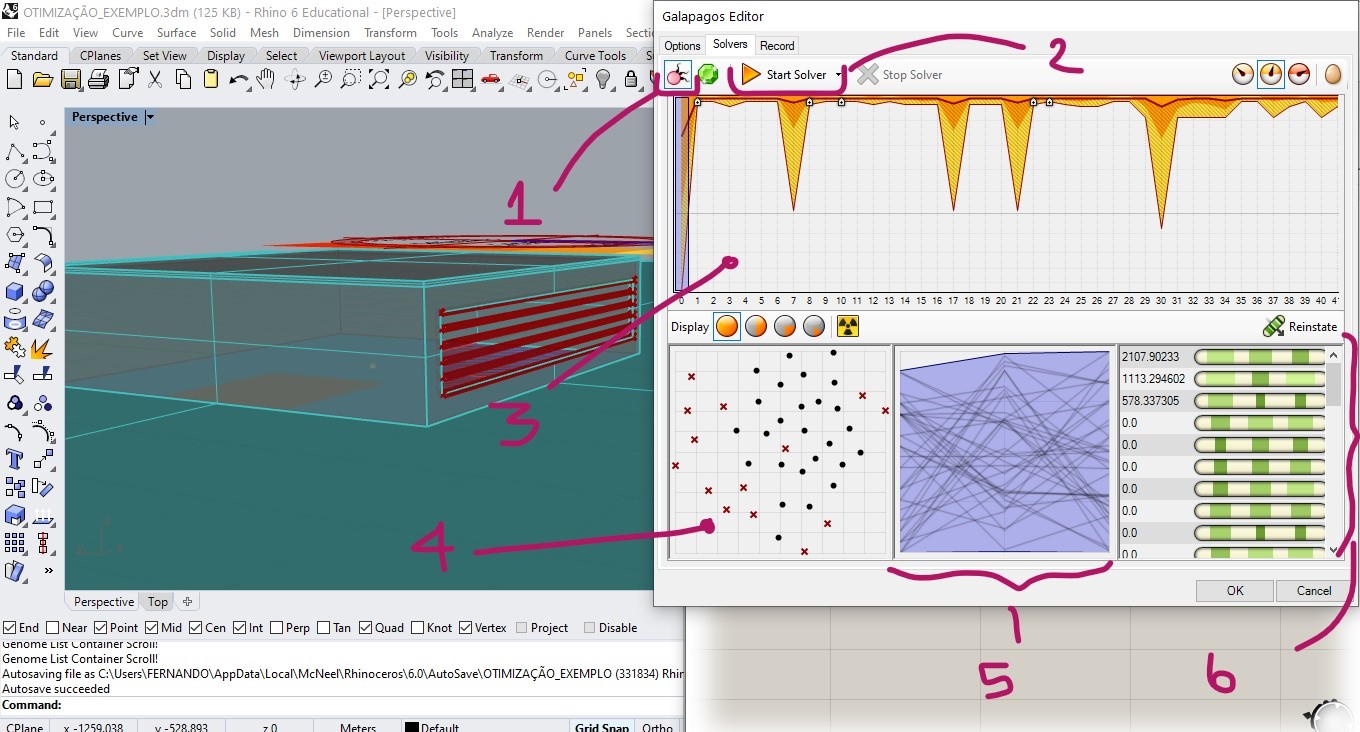 OTIMIZAÇÃO_EXEMPLO.3dm (125 KB) - Rhino 6 Educational - [Perspective]
File Edit View Curve Surface Solid Mesh Dimension Transform Tools Analyze Render Panels
Standard CPlanes Set View Display Select Viewport Layout Visibility Transform Curve Tools
Perspective
Galapagos Editor
Options Solvers Record
Start Solver Stop Solver
1
2
3
4
5
6
0 1 2 3 4 5 6 7 8 9 10 11 12 13 14 15 16 17 18 19 20 21 22 23 24 25 26 27 28 29 30 31 32 33 34 35 36 37 38 39 40
Display Reinstate
2107.90233
1113.294602
578.337305
0.0
0.0
0.0
0.0
0.0
0.0
0.0
OK Cancel
Perspective Top
End Near Point Mid Cen Int Perp Tan Quad Knot Vertex Project Disable
Genome List Container Scroll!
Genome List Container Scroll!
Autosaving file as C:\Users\FERNANDO\AppData\Local\McNeel\Rhinoceros\6.0\AutoSave\OTIMIZAÇÃO_EXEMPLO (331834) Rhin
Autosave succeeded
Command:
CPlane x -1259.038 y -528.893 z 0 Meters Default Grid Snap Ortho